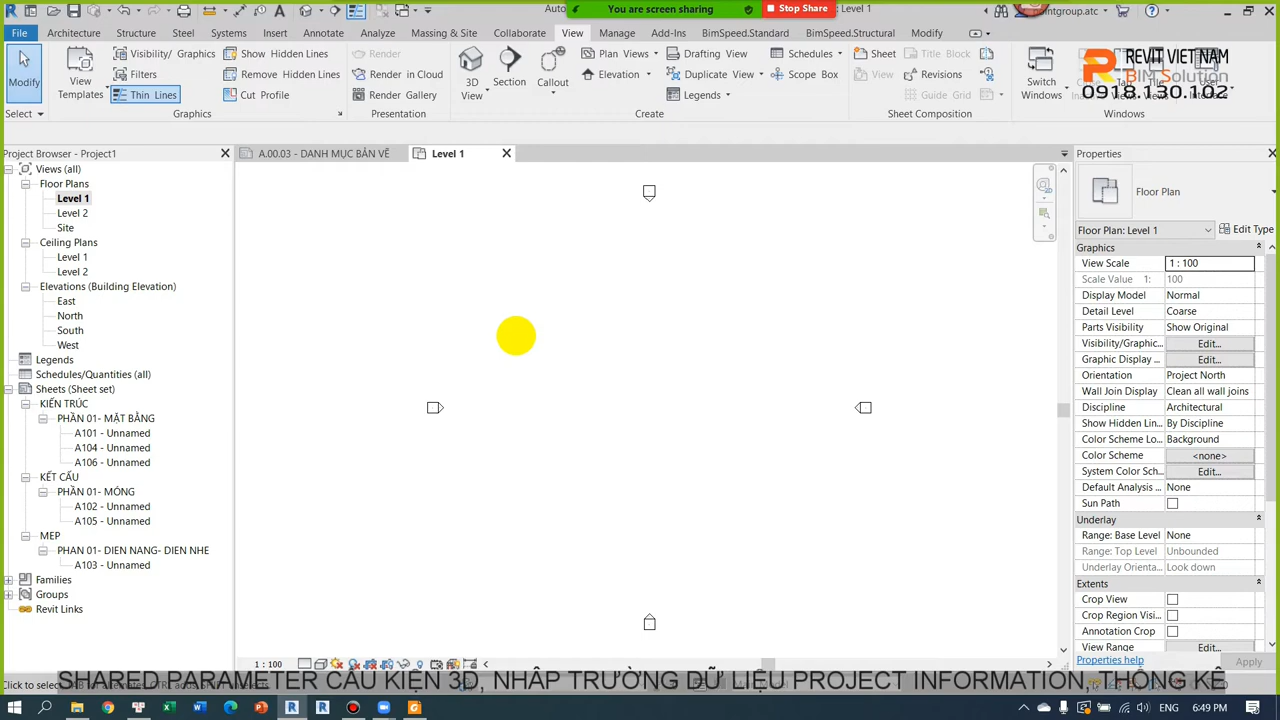 You are screen sharing
Stop Share
Auto
Level 1
intgroup.atc
File
Architecture
Structure
Steel
Systems
Insert
Annotate
Analyze
Massing & Site
Collaborate
View
Manage
Add-Ins
BimSpeed.Standard
BimSpeed.Structural
Modify
Modify
View
Templates
Visibility/ Graphics
Filters
Thin Lines
Show Hidden Lines
Remove Hidden Lines
Cut Profile
Render
Render in Cloud
Render Gallery
3D
View
Section
Callout
Plan Views
Elevation
Drafting View
Duplicate View
Legends
Schedules
Scope Box
Sheet
View
Title Block
Revisions
Guide Grid
Switch
Windows
REVIT VIETNAM
BIM Solution
0918.130.102
Select
Graphics
Presentation
Create
Sheet Composition
Windows
Project Browser - Project1
A.00.03 - DANH MỤC BẢN VẼ
Level 1
Properties
Views (all)
Floor Plans
Level 1
Level 2
Site
Ceiling Plans
Level 1
Level 2
Elevations (Building Elevation)
East
North
South
West
Legends
Schedules/Quantities (all)
Sheets (Sheet set)
KIẾN TRÚC
PHẦN 01- MẶT BẰNG
A101 - Unnamed
A104 - Unnamed
A106 - Unnamed
KẾT CẤU
PHẦN 01- MÓNG
A102 - Unnamed
A105 - Unnamed
MEP
PHAN 01- DIEN NANG- DIEN NHE
A103 - Unnamed
Families
Groups
Revit Links
Floor Plan
Floor Plan: Level 1
Edit Type
Graphics
View Scale 1 : 100
Scale Value 1: 100
Display Model Normal
Detail Level Coarse
Parts Visibility Show Original
Visibility/Graphic... Edit...
Graphic Display ... Edit...
Orientation Project North
Wall Join Display Clean all wall joins
Discipline Architectural
Show Hidden Lin... By Discipline
Color Scheme Lo... Background
Color Scheme <none>
System Color Sch... Edit...
Default Analysis ... None
Sun Path
Underlay
Range: Base Level None
Range: Top Level Unbounded
Underlay Orienta... Look down
Extents
Crop View
Crop Region Visi...
Annotation Crop
View Range Edit...
Properties help
Apply
1 : 100
Click to selec
SHARED PARAMETER CẤU KIỆN 3D, NHẬP TRƯỜNG DỮ LIỆU PROJECT INFORMATION, THỐNG KÊ
ENG
6:49 PM